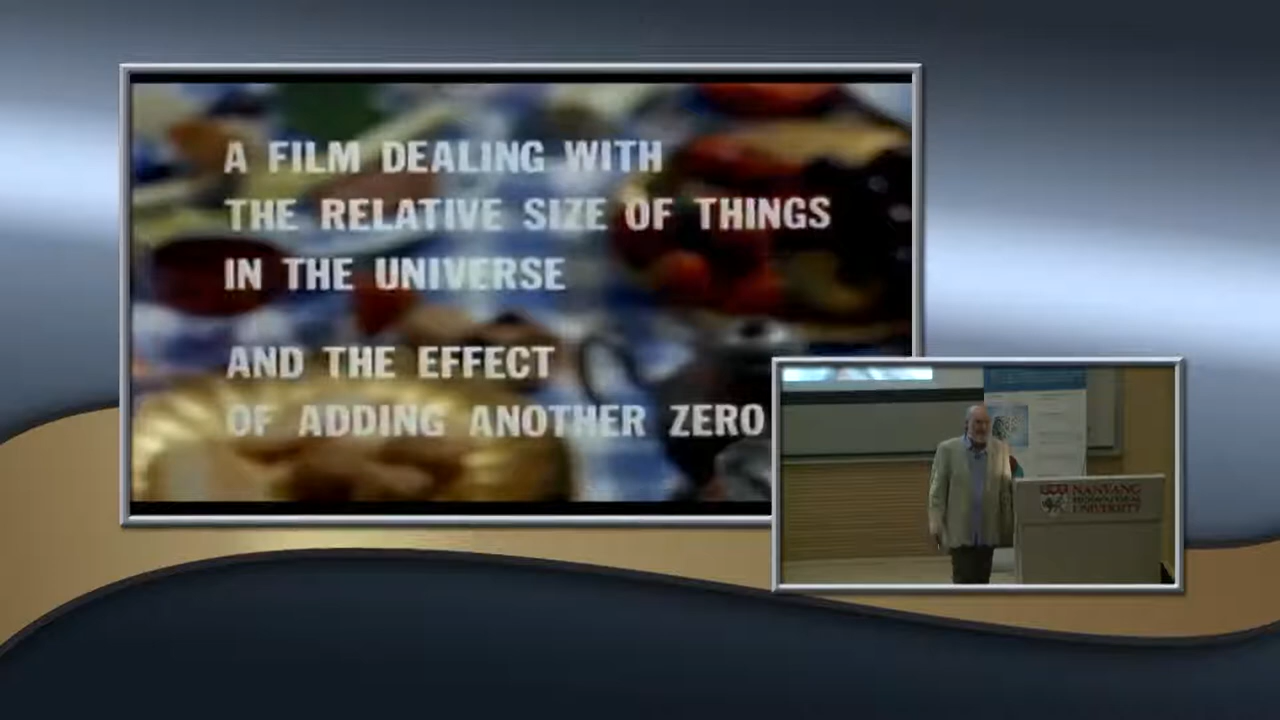 A FILM DEALING WITH
THE RELATIVE SIZE OF THINGS
IN THE UNIVERSE
AND THE EFFECT
OF ADDING ANOTHER ZERO
NANYANG
TECHNOLOGICAL
UNIVERSITY